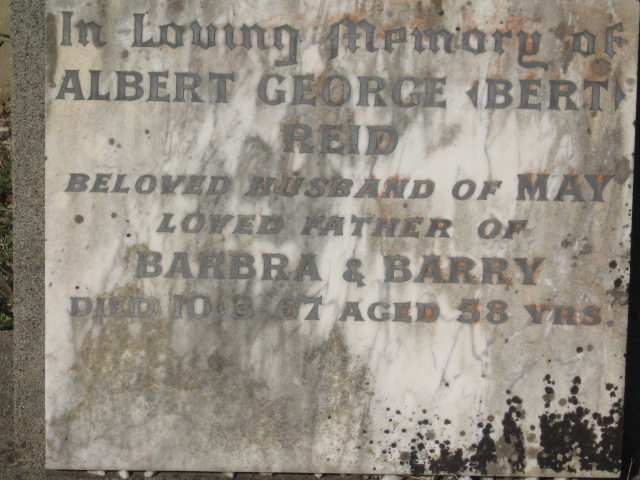 In Loving Memory of
ALBERT GEORGE (BERT)
REID
BELOVED HUSBAND OF MAY
LOVED FATHER OF
BARBRA & BARRY
DIED 10·3·67 AGED 58 YRS.